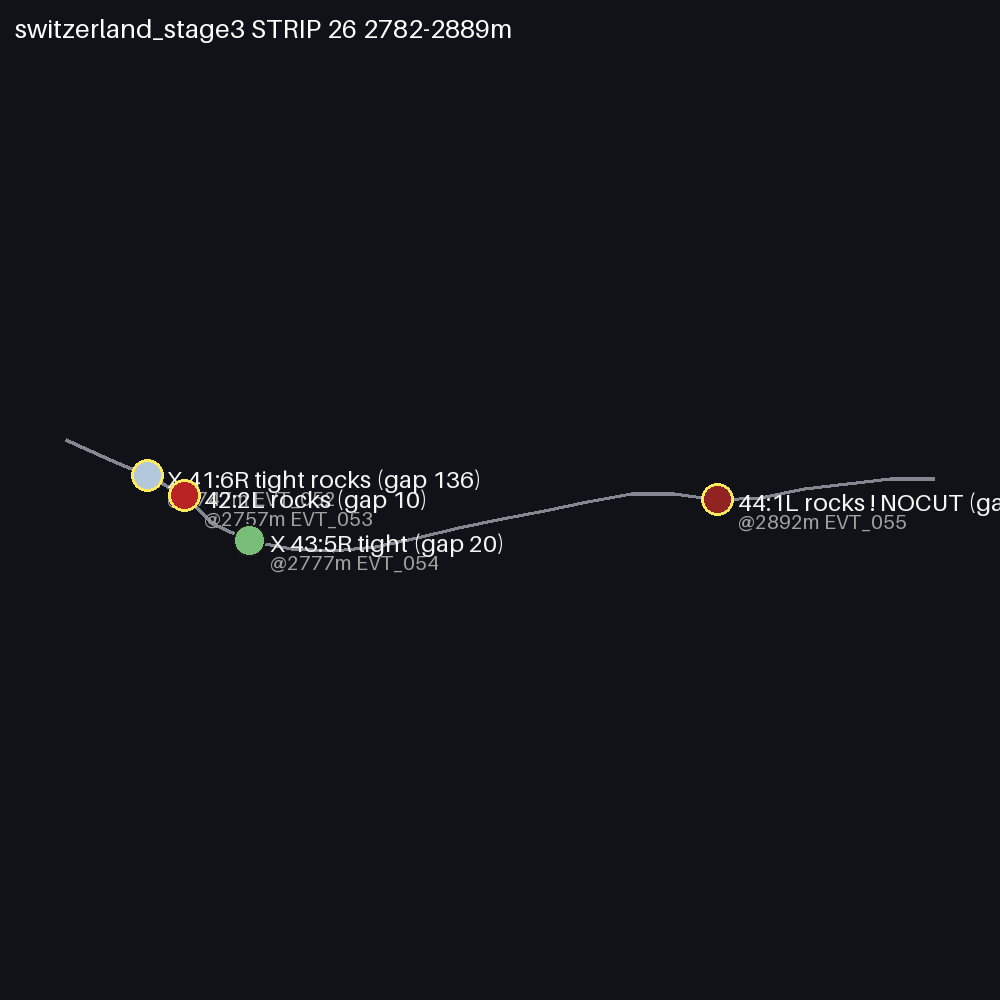 switzerland_stage3 STRIP 26 2782-2889m
X 41:6R tight rocks (gap 136)
42:2L rocks (gap 10)
@2757m EVT_053
X 43:5R tight (gap 20)
@2777m EVT_054
44:1L rocks ! NOCUT (ga
@2892m EVT_055